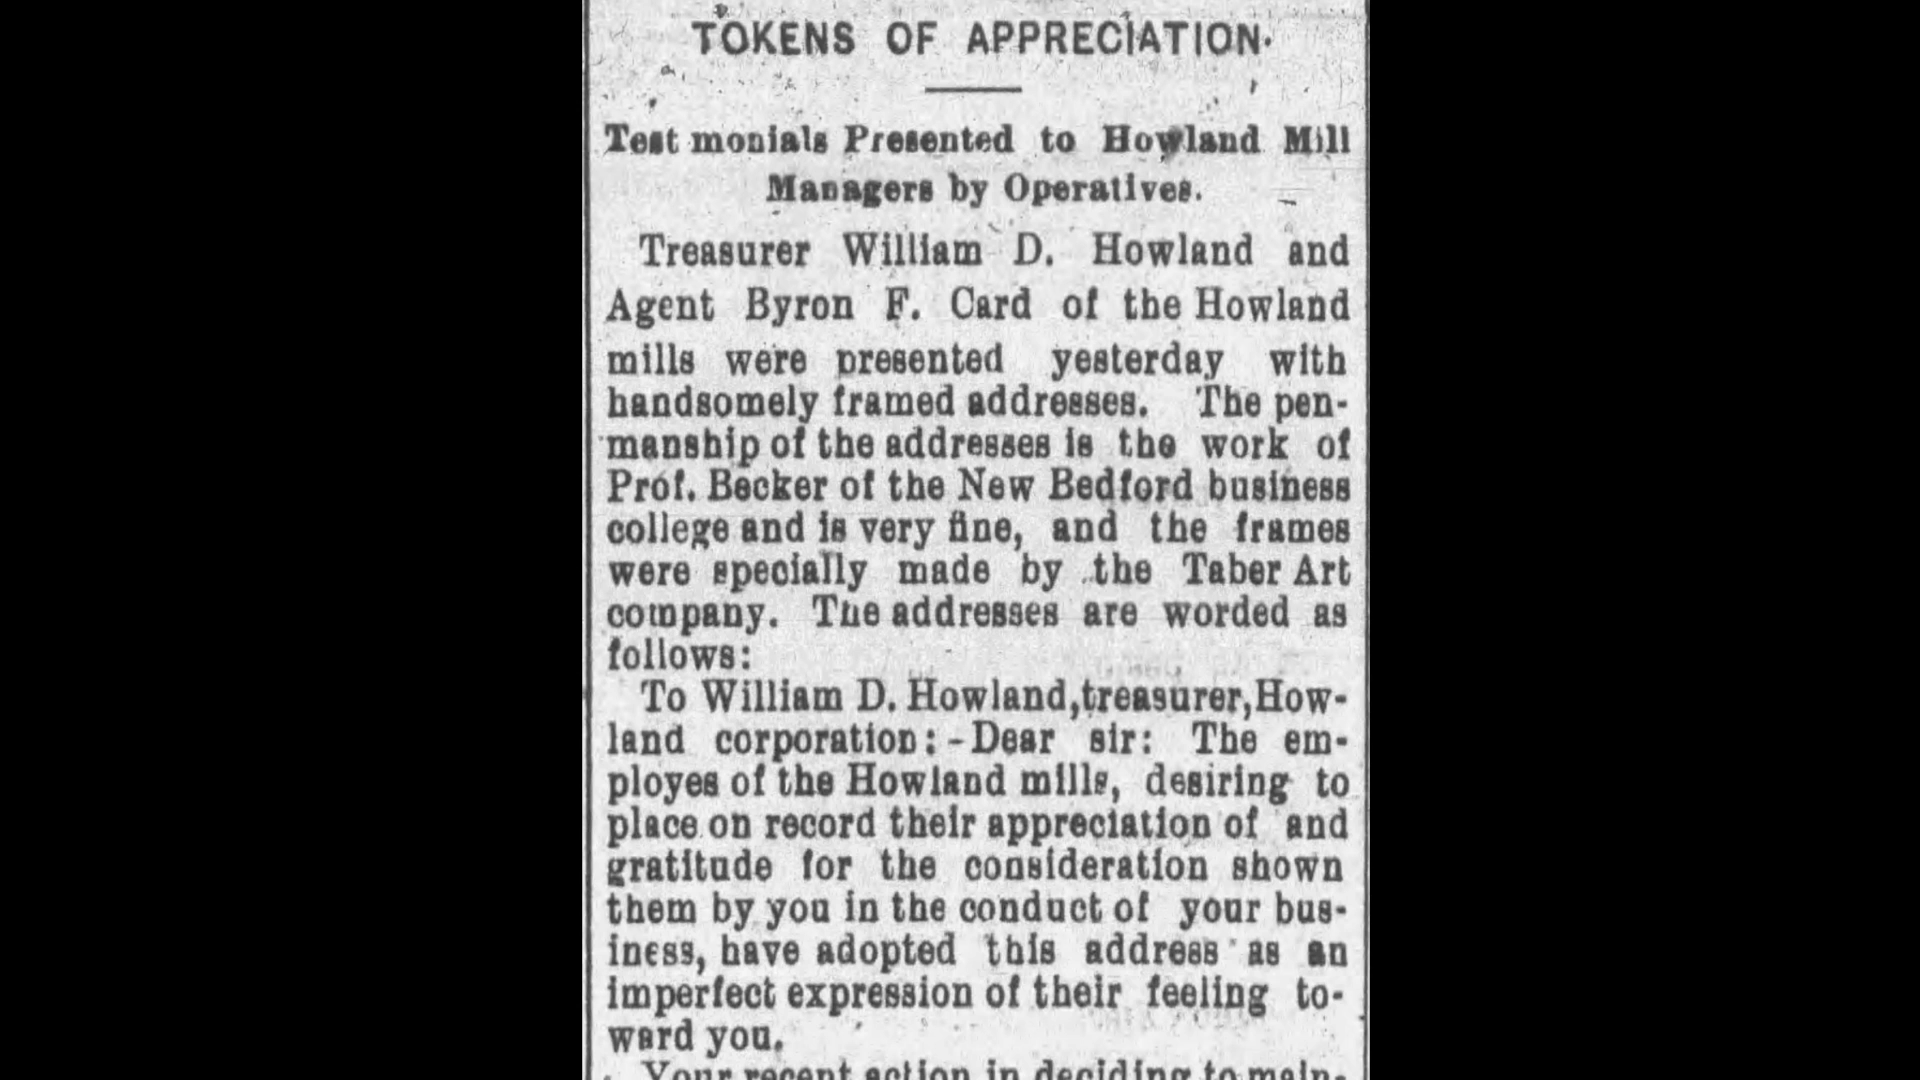 TOKENS OF APPRECIATION.
Test monials Presented to Howland Mill
Managers by Operatives.
Treasurer William D. Howland and
Agent Byron F. Card of the Howland
mills were presented yesterday with
handsomely framed addresses. The pen-
manship of the addresses is the work of
Prof. Becker of the New Bedford business
college and is very fine, and the frames
were specially made by the Taber Art
company. The addresses are worded as
follows:
To William D. Howland,treasurer,How-
land corporation:-Dear sir: The em-
ployes of the Howland mills, desiring to
place on record their appreciation of and
gratitude for the consideration shown
them by you in the conduct of your bus-
iness, have adopted this address as an
imperfect expression of their feeling to-
ward you.
Your recent action in deciding to main-